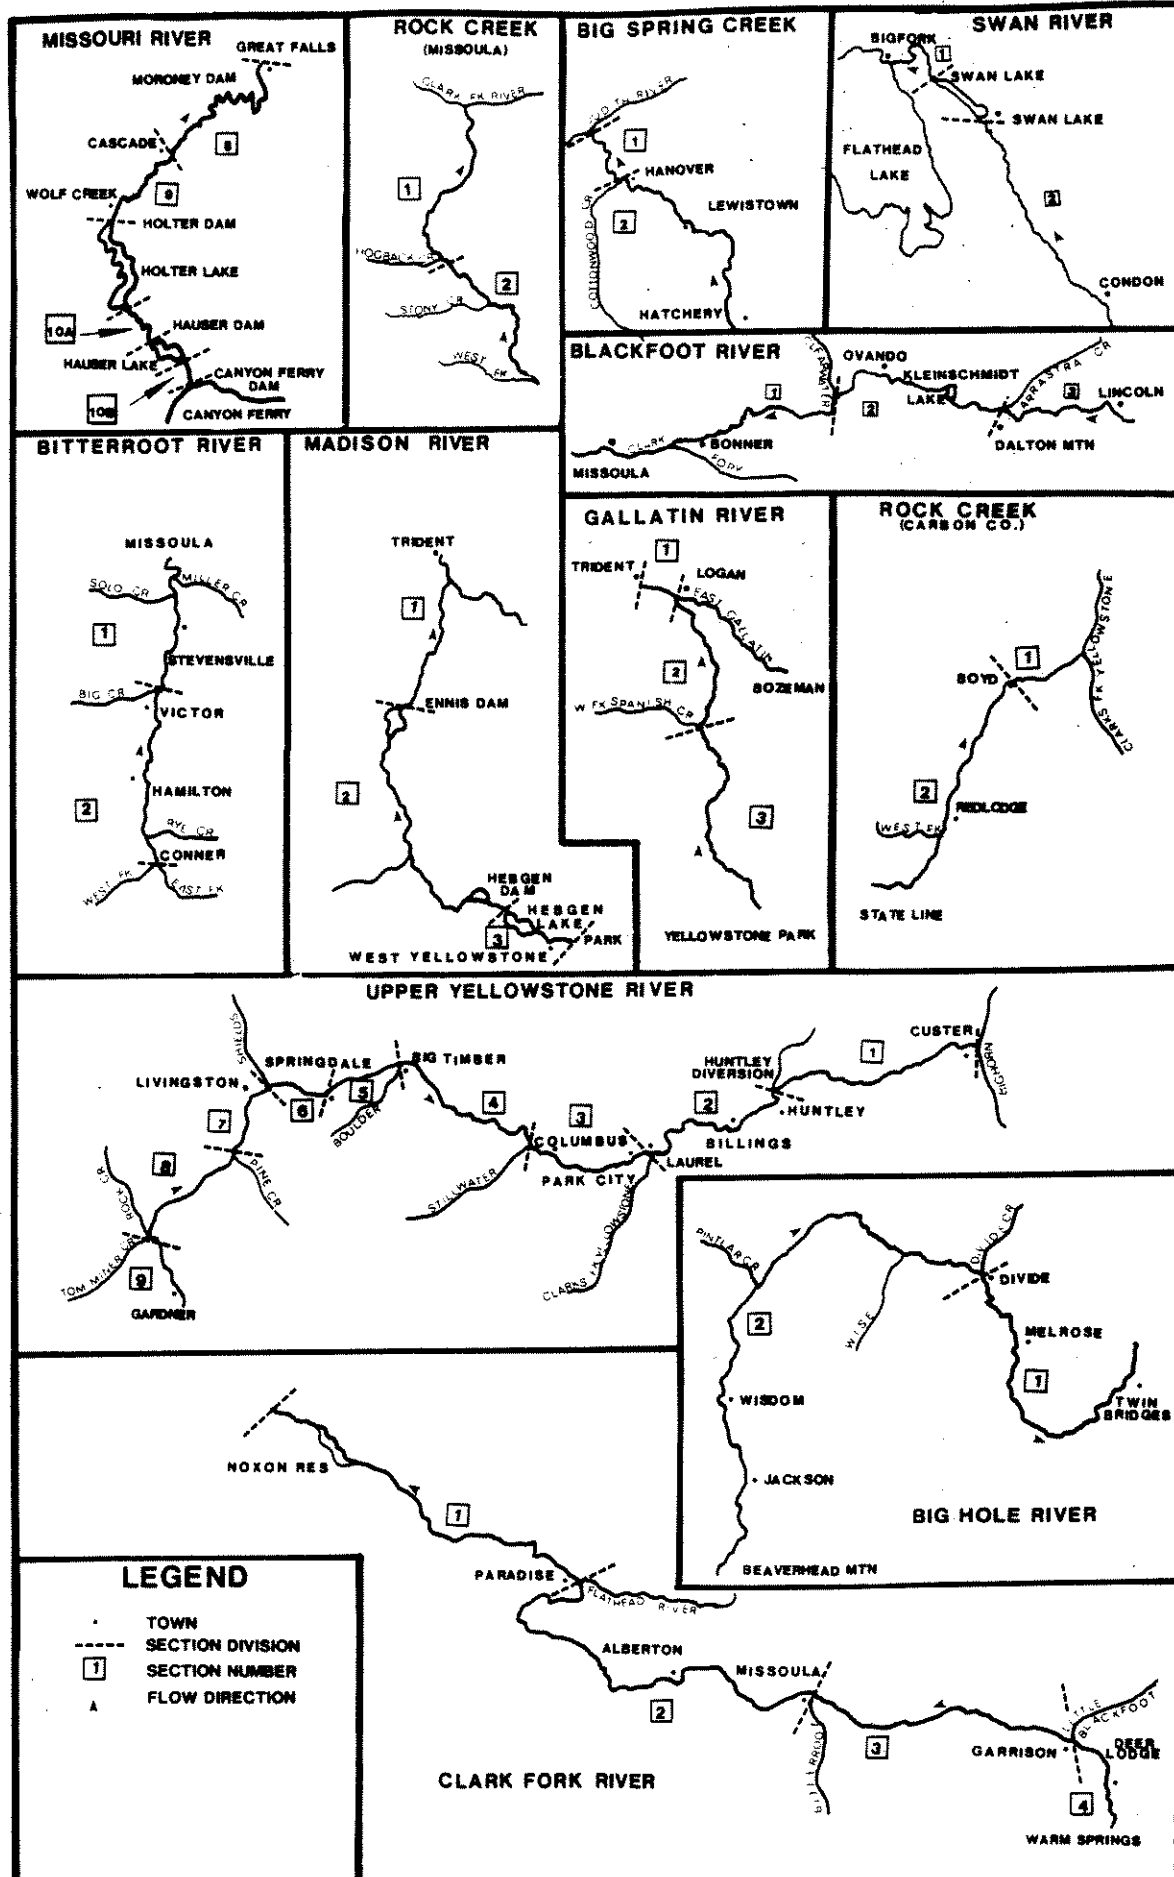 MISSOURI RIVER
GREAT FALLS
MORONEY DAM
8
CASCADE
9
WOLF CREEK
HOLTER DAM
HOLTER LAKE
10A
HAUSER DAM
HAUSER LAKE
CANYON FERRY
DAM
10B
CANYON FERRY
ROCK CREEK
(MISSOULA)
CLARK FK RIVER
1
HOGBACK CR
2
STONY CR
WEST FK
BIG SPRING CREEK
RIVER
1
HANOVER
COTTONWOOD CR
2
LEWISTOWN
HATCHERY
SWAN RIVER
BIGFORK
1
SWAN LAKE
SWAN LAKE
FLATHEAD
LAKE
2
CONDON
BLACKFOOT RIVER
CLEARWATER
OVANDO
KLEINSCHMIDT
LAKE
ARRASTRA CR
1
2
3
LINCOLN
DALTON MTN
BONNER
CLARK
FORK
MISSOULA
BITTERROOT RIVER
MISSOULA
SOLO CR
MILLER CR
1
STEVENSVILLE
BIG CR
VICTOR
HAMILTON
2
RYE CR
CONNER
WEST FK
EAST FK
MADISON RIVER
TRIDENT
1
ENNIS DAM
2
HEBGEN
DAM
HEBGEN
LAKE
3
PARK
WEST YELLOWSTONE
GALLATIN RIVER
1
TRIDENT
LOGAN
EAST GALLATIN
2
BOZEMAN
W FK SPANISH CR
3
YELLOWSTONE PARK
ROCK CREEK
(CARBON CO.)
1
BOYD
CLARKS FK YELLOWSTONE
2
REDLODGE
WEST FK
STATE LINE
UPPER YELLOWSTONE RIVER
SHIELDS
SPRINGDALE
BIG TIMBER
LIVINGSTON
6
5
BOULDER
4
3
2
HUNTLEY
DIVERSION
1
CUSTER
BIGHORN
HUNTLEY
BILLINGS
COLUMBUS
PARK CITY
LAUREL
7
STILLWATER
CLARKS FK YELLOWSTONE
ROCK CR
8
PINE CR
TOM MINER CR
9
GARDNER
PINTLAR CR
DIVIDE CR
DIVIDE
2
WISE
MELROSE
1
TWIN
BRIDGES
WISDOM
JACKSON
BIG HOLE RIVER
BEAVERHEAD MTN
NOXON RES
1
PARADISE
FLATHEAD RIVER
ALBERTON
2
MISSOULA
BITTERROOT
3
LITTLE
BLACKFOOT
GARRISON
DEER
LODGE
4
WARM SPRINGS
CLARK FORK RIVER
LEGEND
TOWN
SECTION DIVISION
1
SECTION NUMBER
FLOW DIRECTION